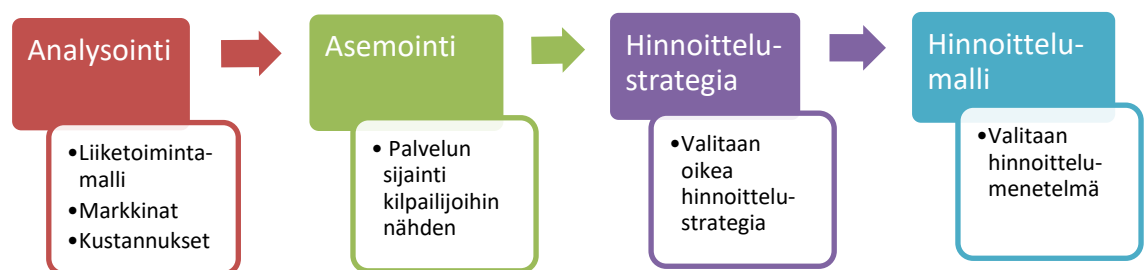 Analysointi
•Liiketoiminta-
malli
•Markkinat
•Kustannukset
Asemointi
• Palvelun
sijainti
kilpailijoihin
nähden
Hinnoittelu-
strategia
•Valitaan
oikea
hinnoittelu-
strategia
Hinnoittelu-
malli
•Valitaan
hinnoittelu-
menetelmä